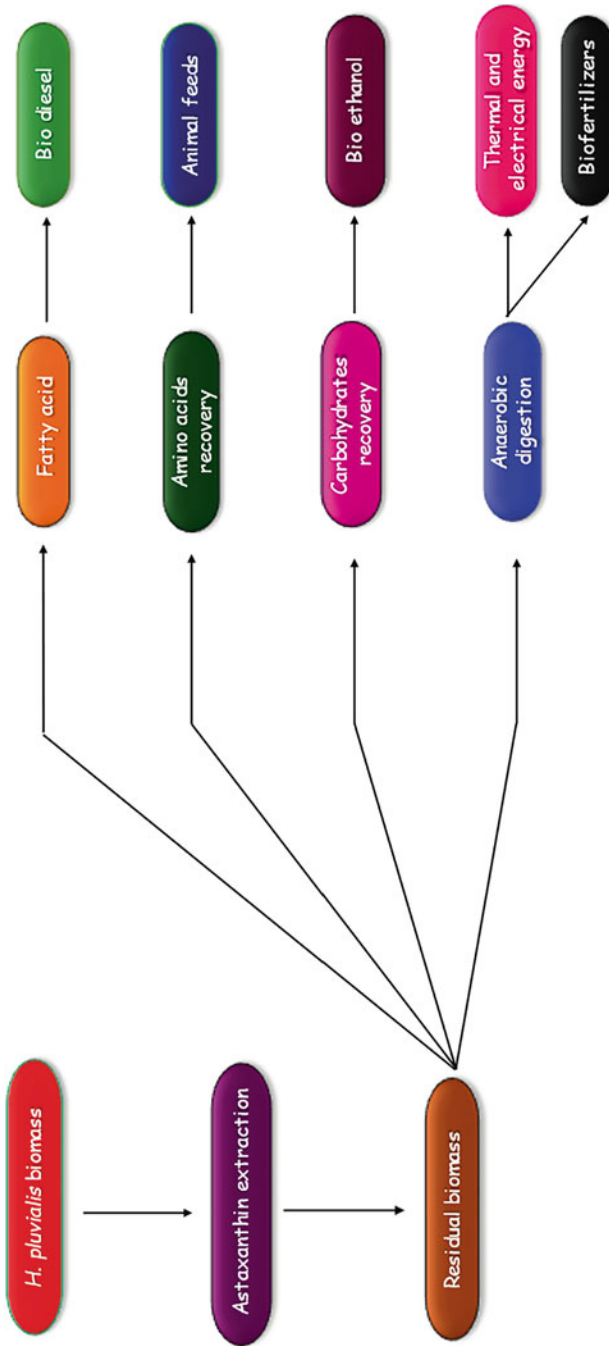 H. pluvialis biomass
Astaxanthin extraction
Residual biomass
Fatty acid
Amino acids
recovery
Carbohydrates
recovery
Anaerobic
digestion
Bio diesel
Animal feeds
Bio ethanol
Thermal and
electrical energy
Biofertilizers